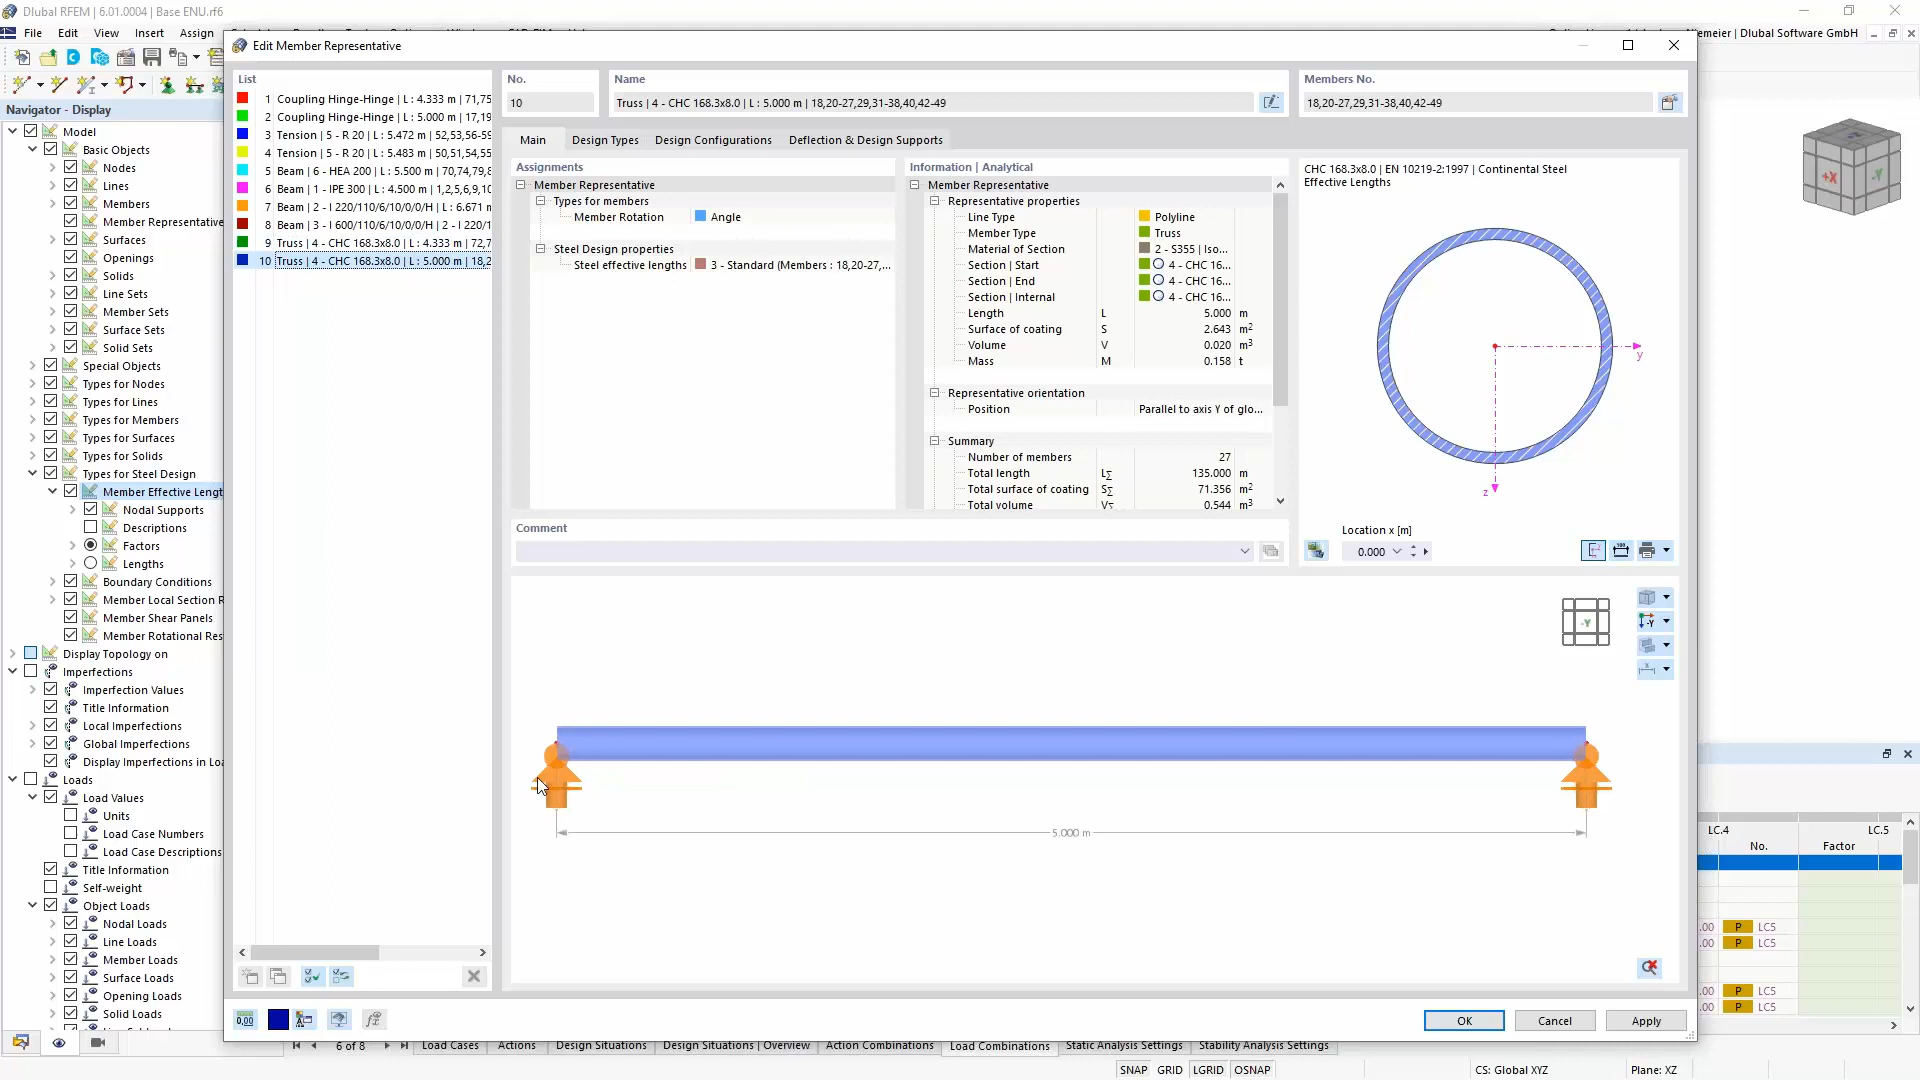 Dlubal RFEM | 6.01.0004 | Base ENU.rf6
File Edit View Insert Assign
Dlubal Software GmbH
Navigator - Display
Model
Basic Objects
Nodes
Lines
Members
Member Representative
Surfaces
Openings
Solids
Line Sets
Member Sets
Surface Sets
Solid Sets
Special Objects
Types for Nodes
Types for Lines
Types for Members
Types for Surfaces
Types for Solids
Types for Steel Design
Member Effective Lengt
Nodal Supports
Descriptions
Factors
Lengths
Boundary Conditions
Member Local Section R
Member Shear Panels
Member Rotational Res
Display Topology on
Imperfections
Imperfection Values
Title Information
Local Imperfections
Global Imperfections
Display Imperfections in Loa
Loads
Load Values
Units
Load Case Numbers
Load Case Descriptions
Title Information
Self-weight
Object Loads
Nodal Loads
Line Loads
Member Loads
Surface Loads
Opening Loads
Solid Loads
Edit Member Representative
List
1 Coupling Hinge-Hinge | L : 4.333 m | 71,75
2 Coupling Hinge-Hinge | L : 5.000 m | 17,19
3 Tension | 5 - R 20 | L : 5.472 m | 52,53,56-59
4 Tension | 5 - R 20 | L : 5.483 m | 50,51,54,55
5 Beam | 6 - HEA 200 | L : 5.500 m | 70,74,79,8
6 Beam | 1 - IPE 300 | L : 4.500 m | 1,2,5,6,9,10
7 Beam | 2 - I 220/110/6/10/0/0/H | L : 6.671 m
8 Beam | 3 - I 600/110/6/10/0/0/H | 2 - I 220/1
9 Truss | 4 - CHC 168.3x8.0 | L : 4.333 m | 72,7
10 Truss | 4 - CHC 168.3x8.0 | L : 5.000 m | 18,2
No.
10
Name
Truss | 4 - CHC 168.3x8.0 | L : 5.000 m | 18,20-27,29,31-38,40,42-49
Members No.
18,20-27,29,31-38,40,42-49
Main Design Types Design Configurations Deflection & Design Supports
Assignments
Member Representative
Types for members
Member Rotation Angle
Steel Design properties
Steel effective lengths 3 - Standard (Members : 18,20-27,...
Information | Analytical
Member Representative
Representative properties
Line Type Polyline
Member Type Truss
Material of Section 2 - S355 | Iso...
Section | Start 4 - CHC 16...
Section | End 4 - CHC 16...
Section | Internal 4 - CHC 16...
Length L 5.000 m
Surface of coating S 2.643 m2
Volume V 0.020 m3
Mass M 0.158 t
Representative orientation
Position Parallel to axis Y of glo...
Summary
Number of members 27
Total length L∑ 135.000 m
Total surface of coating S∑ 71.356 m2
Total volume V∑ 0.544 m3
CHC 168.3x8.0 | EN 10219-2:1997 | Continental Steel
Effective Lengths
y
z
Location x [m]
0.000
Comment
-Y
-Y
5.000 m
OK Cancel Apply
+X -Y
LC.4 LC.5
No. Factor
.00 P LC5
.00 P LC5
.00 P LC5
.00 P LC5
6 of 8 Load Cases Actions Design Situations Design Situations | Overview Action Combinations Load Combinations Static Analysis Settings Stability Analysis Settings
SNAP GRID LGRID OSNAP CS: Global XYZ Plane: XZ